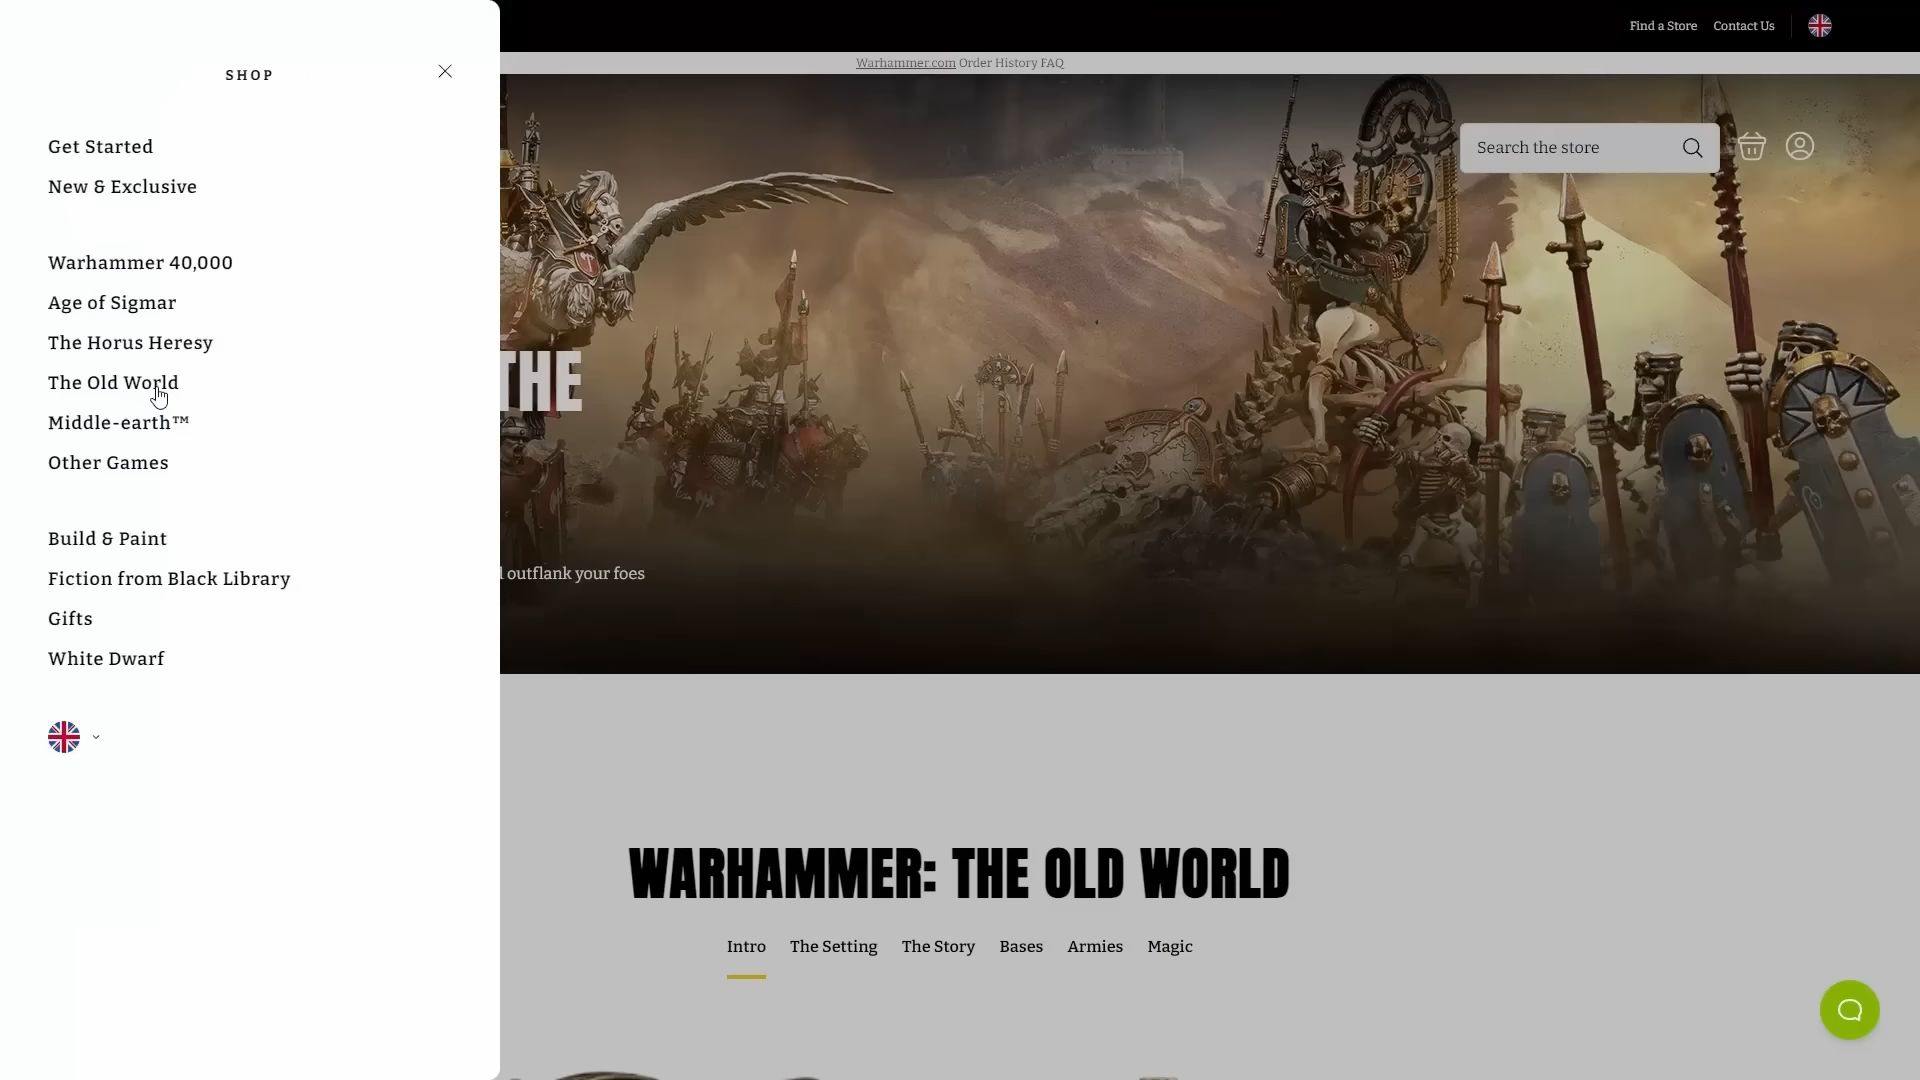 SHOP
Get Started
New & Exclusive
Warhammer 40,000
Age of Sigmar
The Horus Heresy
The Old World
Middle-earth™
Other Games
Build & Paint
Fiction from Black Library
Gifts
White Dwarf
Find a Store Contact Us
Warhammer.com Order History FAQ
Search the store
THE
outflank your foes
WARHAMMER: THE OLD WORLD
Intro The Setting The Story Bases Armies Magic